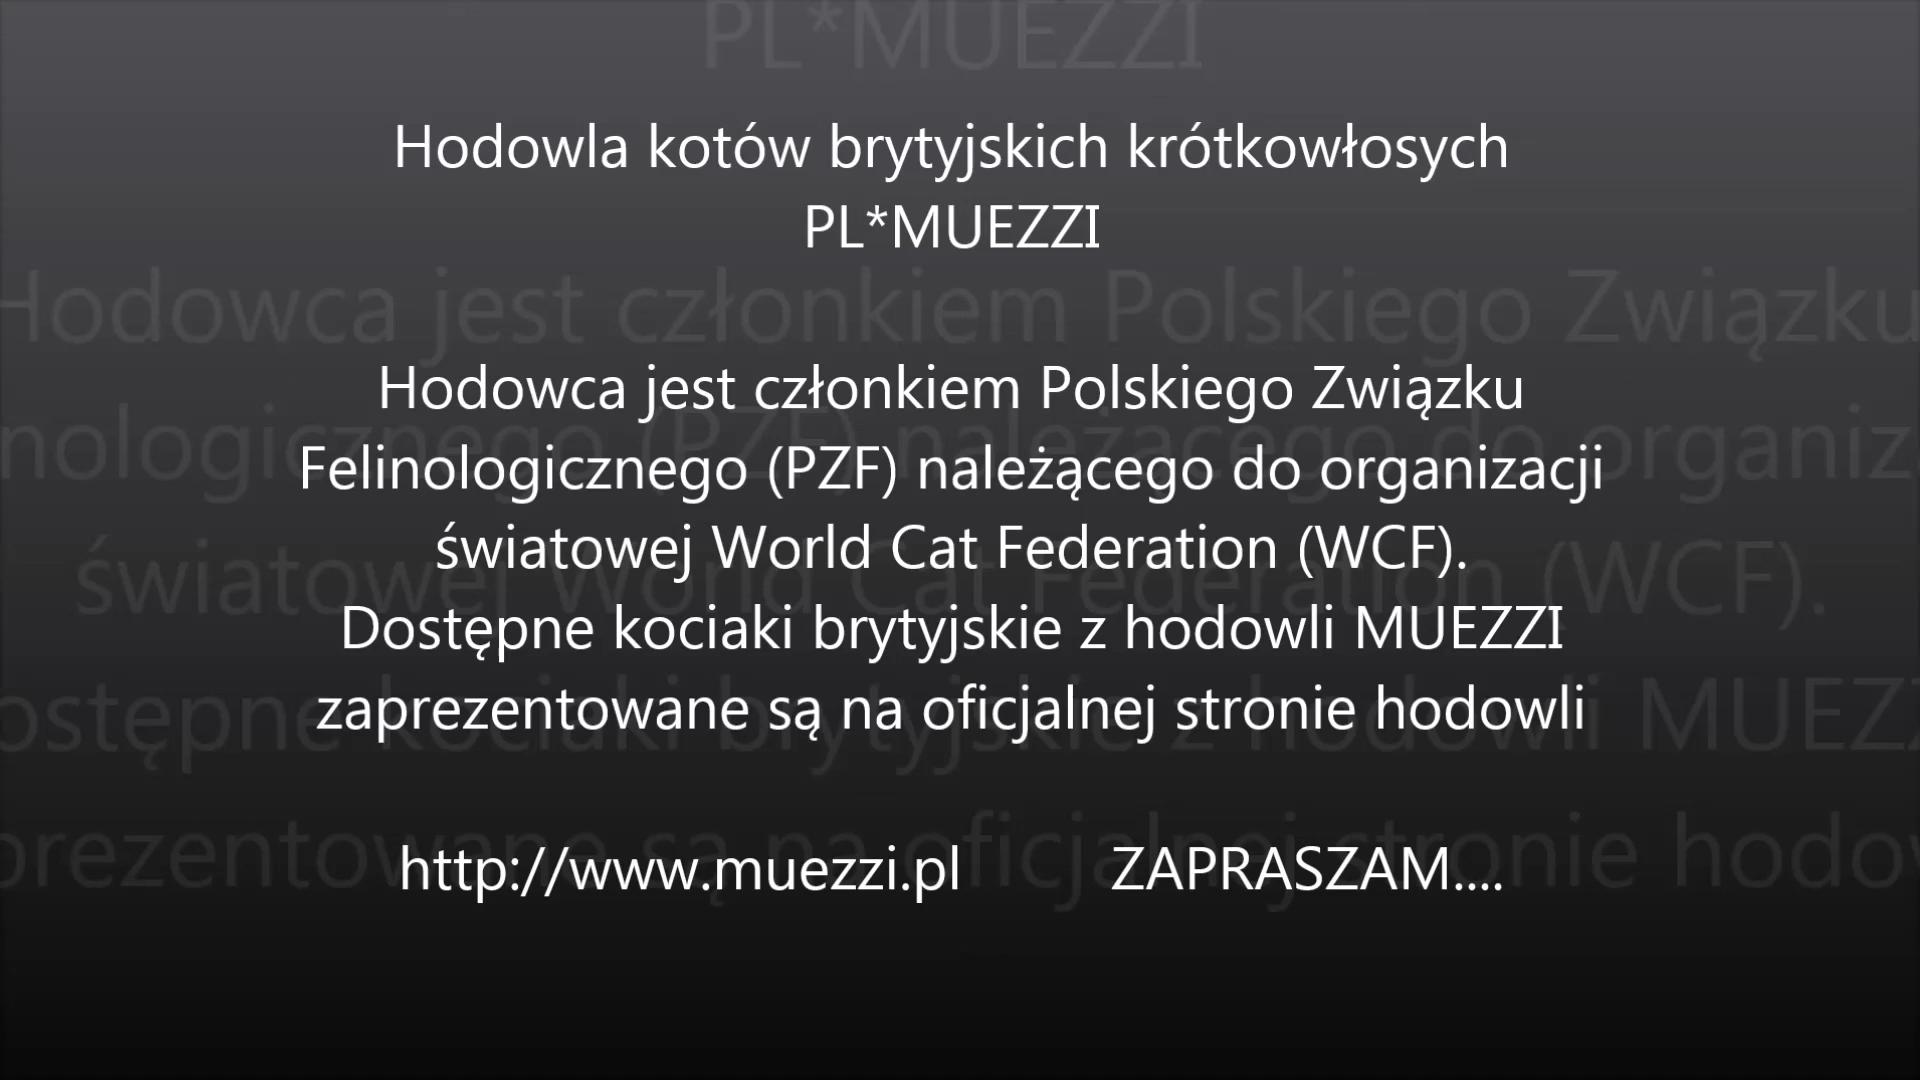 Hodowla kotów brytyjskich krótkowłosych
PL*MUEZZI
Hodowca jest członkiem Polskiego Związku
Felinologicznego (PZF) należącego do organizacji
światowej World Cat Federation (WCF).
Dostępne kociaki brytyjskie z hodowli MUEZZI
zaprezentowane są na oficjalnej stronie hodowli
http://www.muezzi.pl ZAPRASZAM....